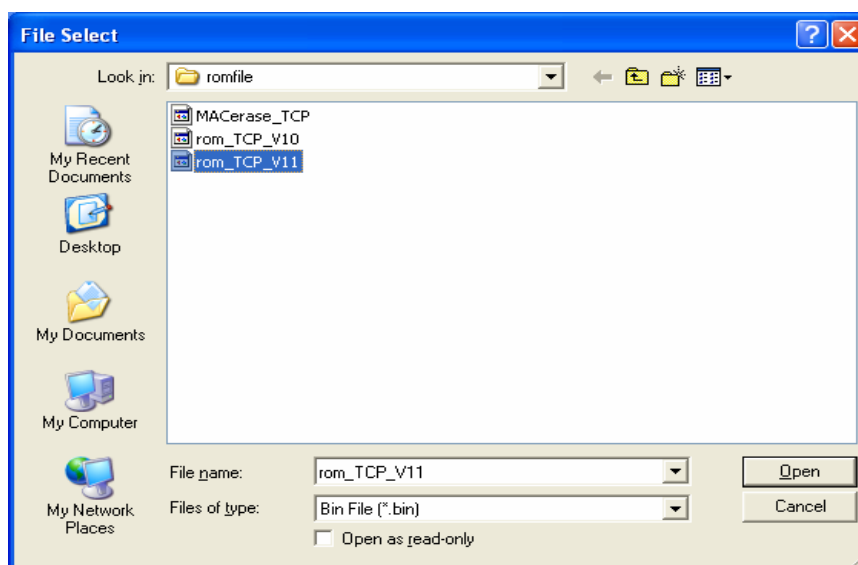 File Select
Look in: romfile
MACerase_TCP
rom_TCP_V10
rom_TCP_V11
My Recent
Documents
Desktop
My Documents
My Computer
My Network
Places
File name: rom_TCP_V11 Open
Files of type: Bin File (*.bin) Cancel
Open as read-only